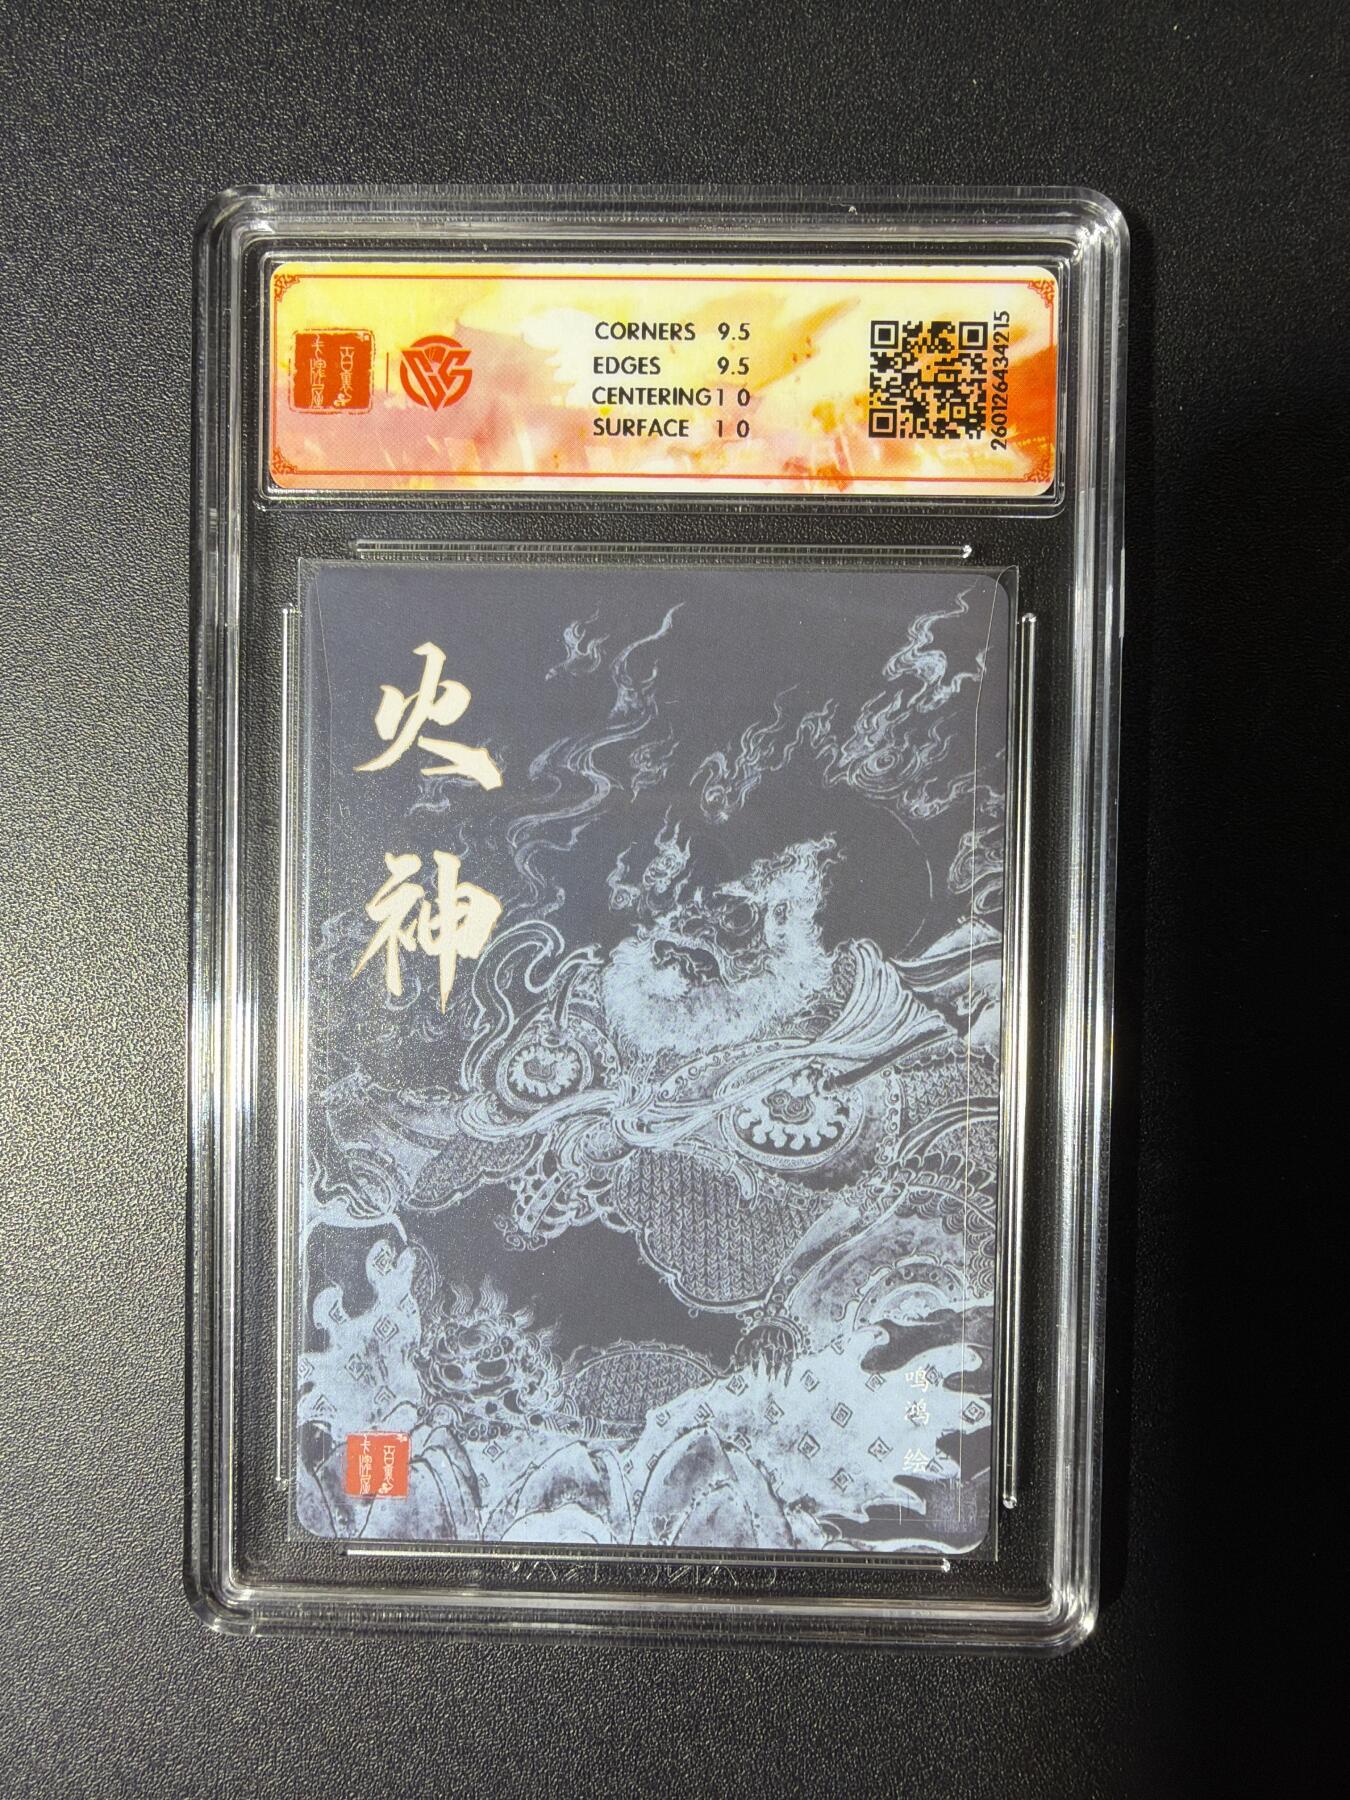 CORNERS 9.5
EDGES 9.5
CENTERING 10
SURFACE 10
260126434215
火神
鸣鸿 绘